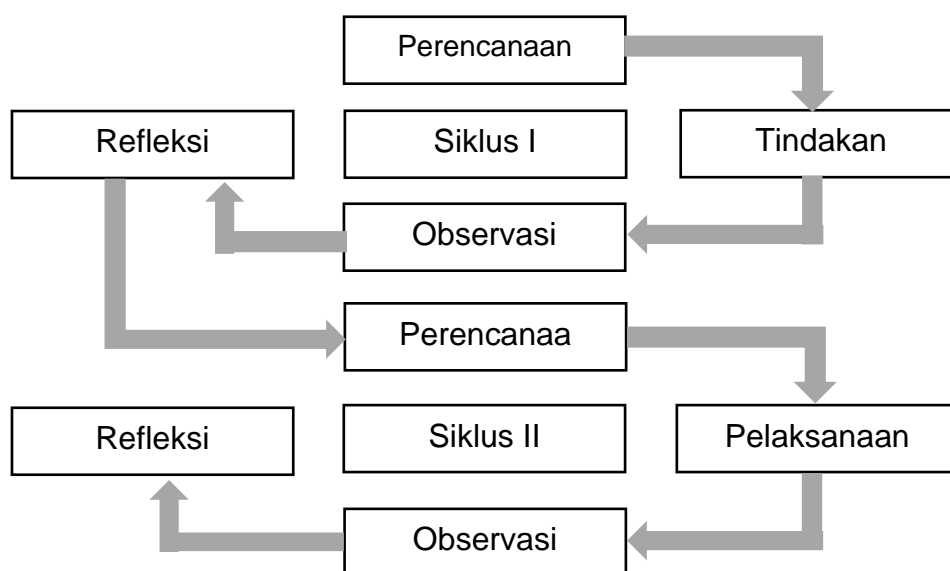 Perencanaan
Refleksi
Siklus I
Tindakan
Observasi
Perencanaa
Refleksi
Siklus II
Pelaksanaan
Observasi